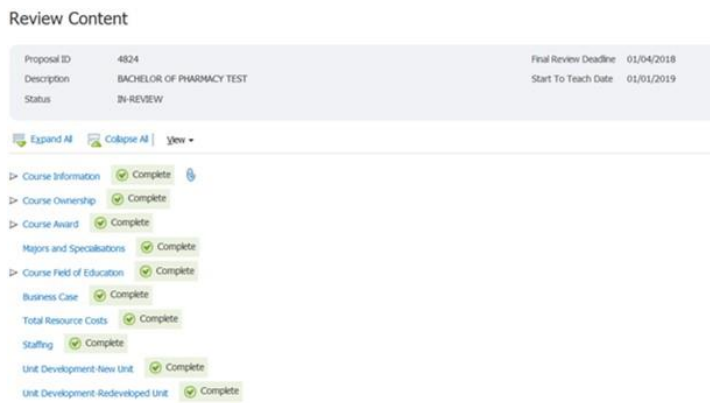 Review Content
Proposal ID 4824 Final Review Deadline 01/04/2018
Description BACHELOR OF PHARMACY TEST Start To Teach Date 01/01/2019
Status IN-REVIEW
Expand All Collapse All View
Course Information Complete
Course Ownership Complete
Course Award Complete
Majors and Specialisations Complete
Course Field of Education Complete
Business Case Complete
Total Resource Costs Complete
Staffing Complete
Unit Development-New Unit Complete
Unit Development-Redeveloped Unit Complete